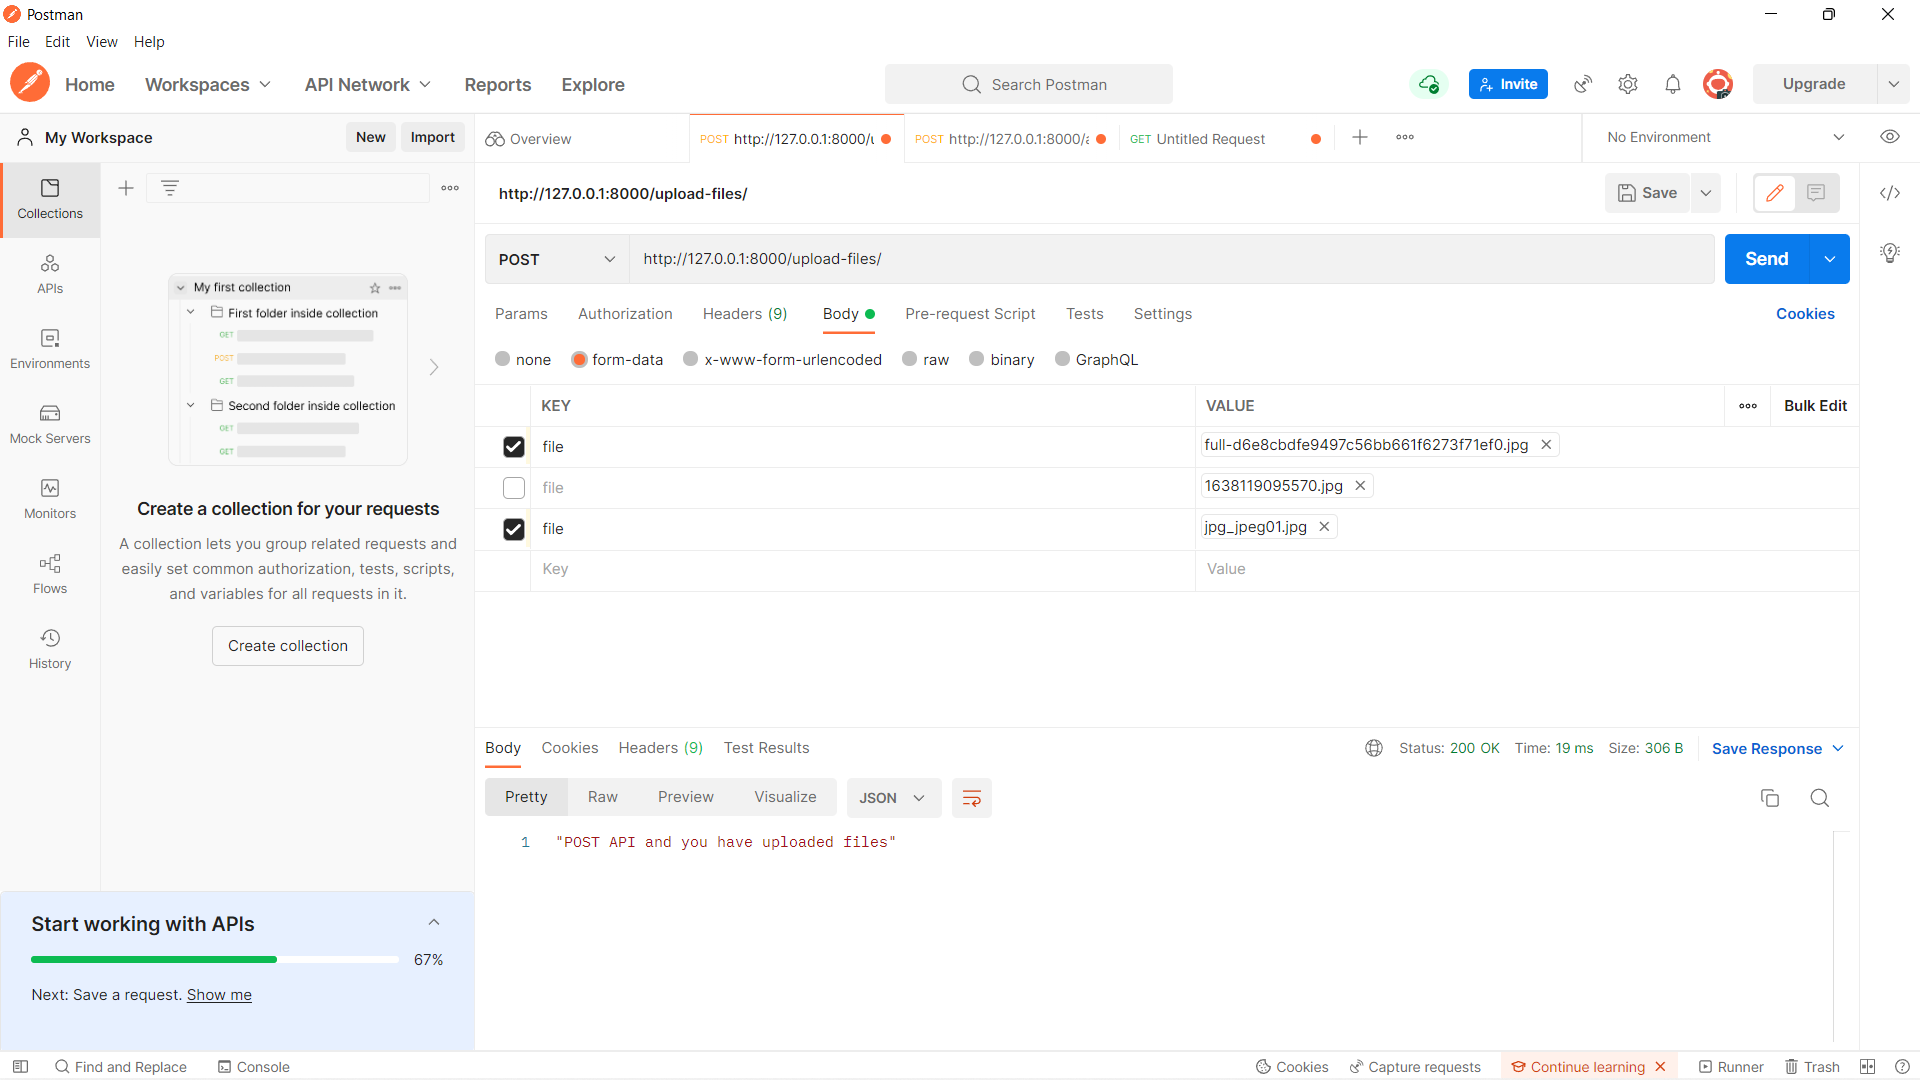 Postman
File Edit View Help
Home Workspaces API Network Reports Explore
Search Postman
Invite
Upgrade
My Workspace
New
Import
Overview
POST http://127.0.0.1:8000/
POST http://127.0.0.1:8000/
GET Untitled Request
No Environment
Collections
APIs
Environments
Mock Servers
Monitors
Flows
History
My first collection
First folder inside collection
GET
POST
GET
Second folder inside collection
GET
GET
Create a collection for your requests
A collection lets you group related requests and
easily set common authorization, tests, scripts,
and variables for all requests in it.
Create collection
Start working with APIs
67%
Next: Save a request. Show me
http://127.0.0.1:8000/upload-files/
Save
POST
http://127.0.0.1:8000/upload-files/
Send
Params Authorization Headers (9) Body Pre-request Script Tests Settings
Cookies
none form-data x-www-form-urlencoded raw binary GraphQL
KEY VALUE Bulk Edit
file full-d6e8cbdfe9497c56bb661f6273f71ef0.jpg
file 1638119095570.jpg
file jpg_jpeg01.jpg
Key Value
Body Cookies Headers (9) Test Results
Status: 200 OK Time: 19 ms Size: 306 B Save Response
Pretty Raw Preview Visualize JSON
1 "POST API and you have uploaded files"
Find and Replace Console
Cookies Capture requests Continue learning Runner Trash